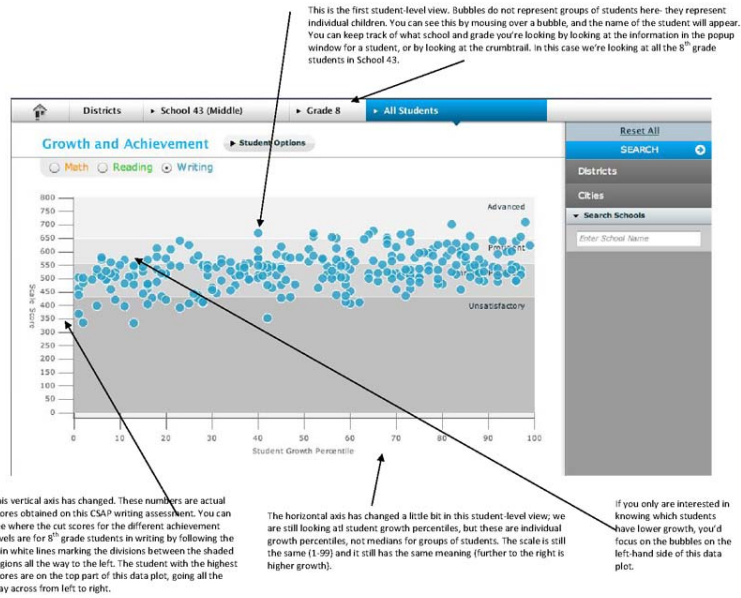 This is the first student-level view. Bubbles do not represent groups of students here- they represent
individual children. You can see this by mousing over a bubble, and the name of the student will appear.
You can keep track of what school and grade you're looking by looking at the information in the popup
window for a student, or by looking at the crumbtrail. In this case we're looking at all the 8th grade
students in School 43.
Districts ▸ School 43 (Middle) ▸ Grade 8 ▸ All Students
Growth and Achievement ▸ Student Options
Math Reading Writing
Reset All
SEARCH
Districts
Cities
Search Schools
Enter School Name
800
750
700
650
600
550
500
450
400
350
300
250
200
150
100
50
0
Scale Score
Advanced
Proficient
Unsatisfactory
0 10 20 30 40 50 60 70 80 90 100
Student Growth Percentile
his vertical axis has changed. These numbers are actual
ores obtained on this CSAP writing assessment. You can
e where the cut scores for the different achievement
vels are for 8th grade students in writing by following the
in white lines marking the divisions between the shaded
gions all the way to the left. The student with the highest
ores are on the top part of this data plot, going all the
ay across from left to right.
The horizontal axis has changed a little bit in this student-level view; we
are still looking atl student growth percentiles, but these are individual
growth percentiles, not medians for groups of students. The scale is still
the same (1-99) and it still has the same meaning (further to the right is
higher growth).
If you only are interested in
knowing which students
have lower growth, you'd
focus on the bubbles on the
left-hand side of this data
plot.